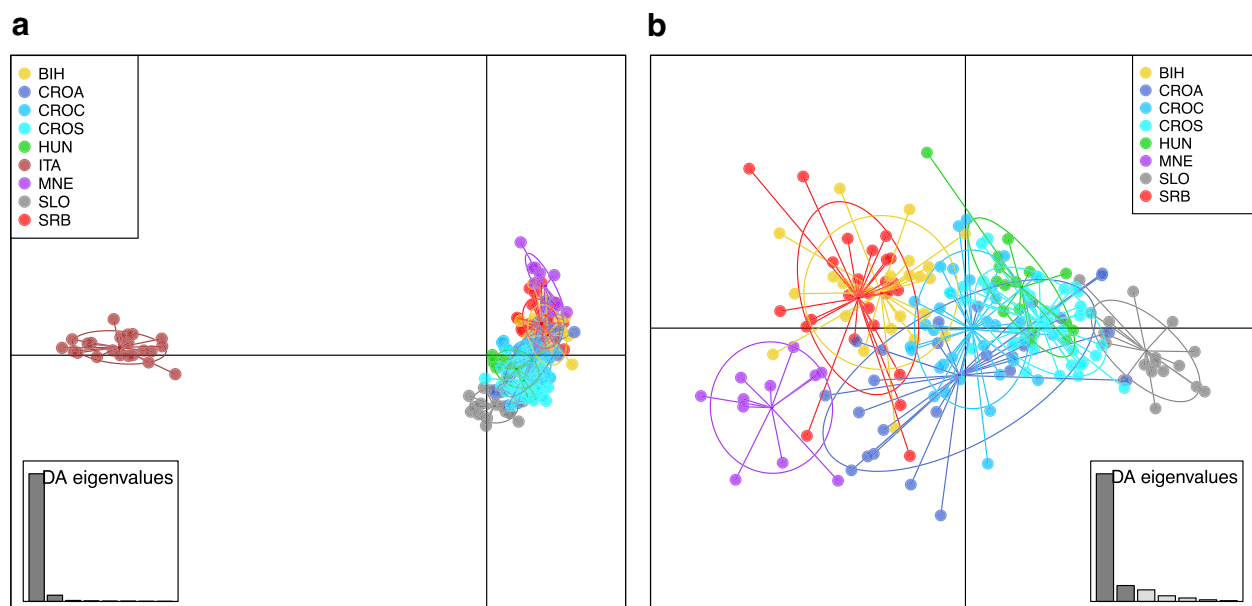 a
BIH
CROA
CROC
CROS
HUN
ITA
MNE
SLO
SRB
DA eigenvalues
b
BIH
CROA
CROC
CROS
HUN
MNE
SLO
SRB
DA eigenvalues